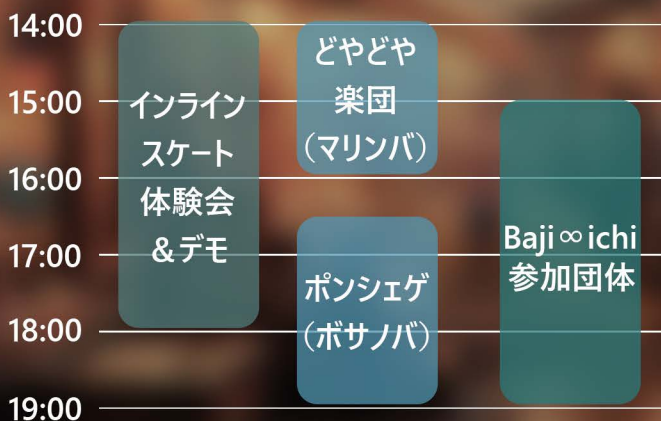 14:00
15:00
16:00
17:00
18:00
19:00
インライン
スケート
体験会
＆デモ
どやどや
楽団
（マリンバ）
ポンシェゲ
（ボサノバ）
Baji∞ichi
参加団体